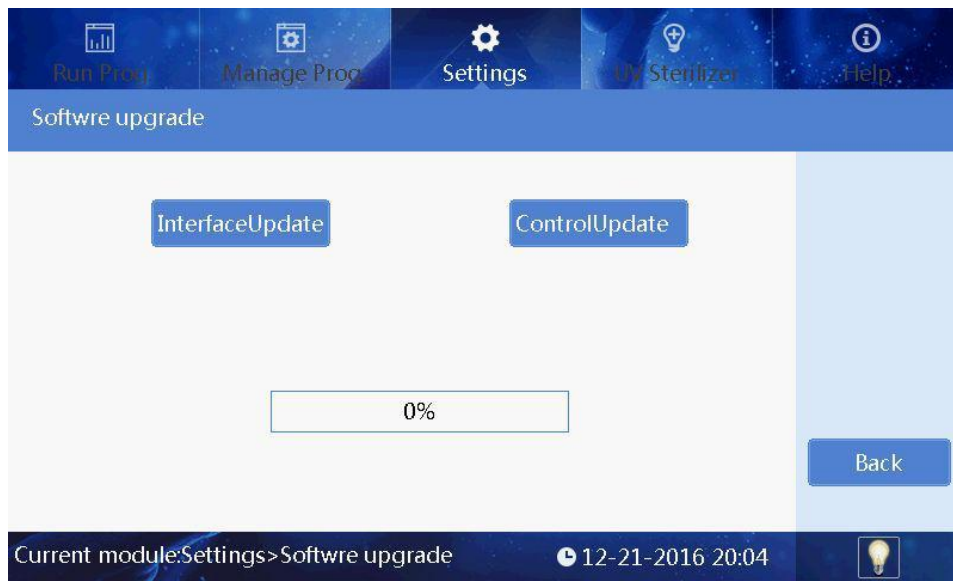 Run Prog.
Manage Prog.
Settings
UV Sterilizer
Help
Softwre upgrade
InterfaceUpdate
ControlUpdate
0%
Back
Current module:Settings>Softwre upgrade
12-21-2016 20:04